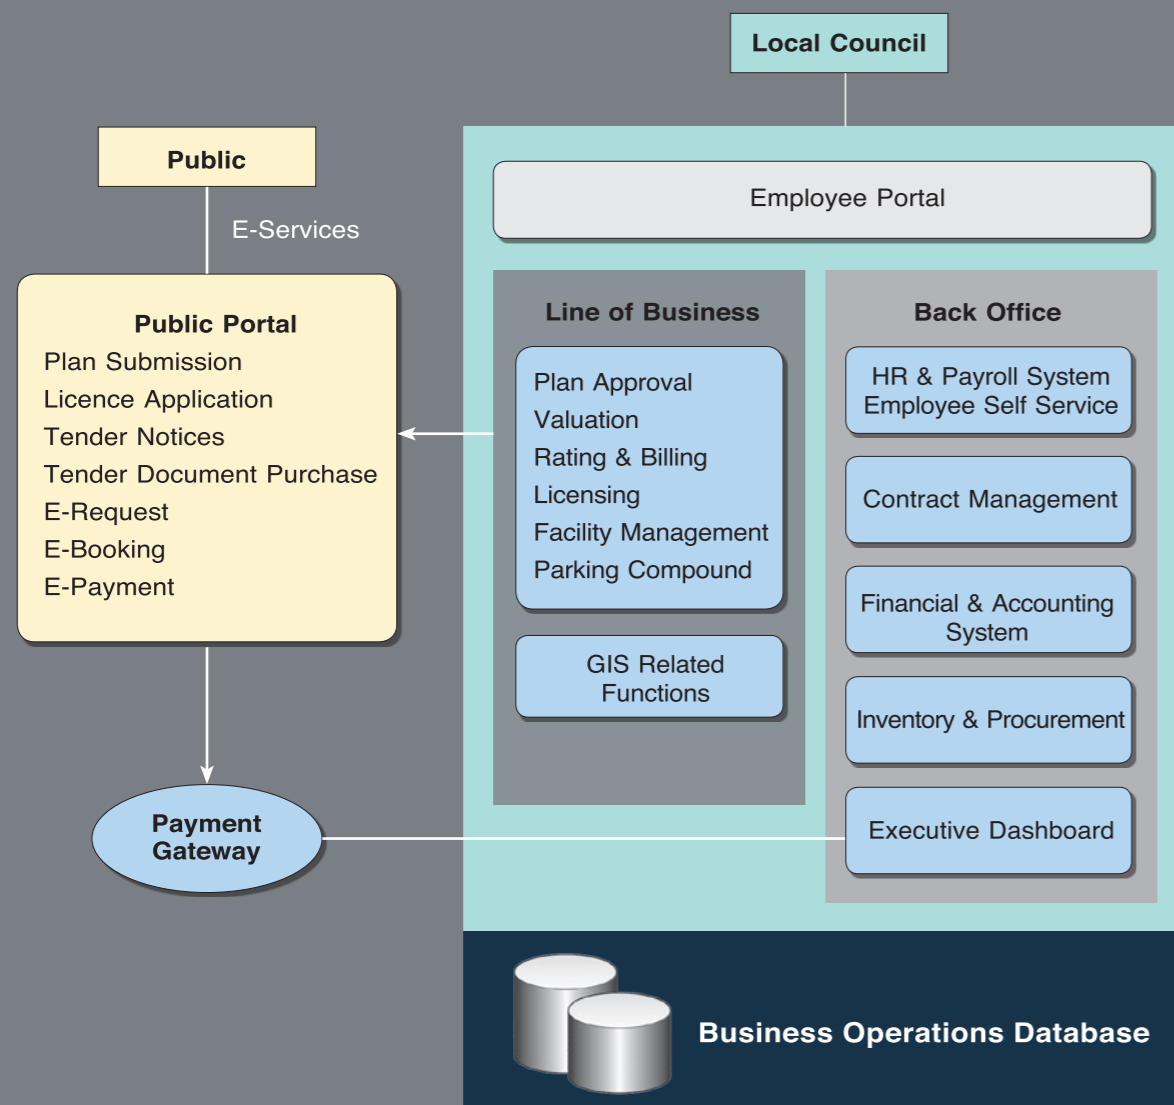 Local Council
Public
E-Services
Public Portal
Plan Submission
Licence Application
Tender Notices
Tender Document Purchase
E-Request
E-Booking
E-Payment
Payment
Gateway
Employee Portal
Line of Business
Plan Approval
Valuation
Rating & Billing
Licensing
Facility Management
Parking Compound
GIS Related
Functions
Back Office
HR & Payroll System
Employee Self Service
Contract Management
Financial & Accounting
System
Inventory & Procurement
Executive Dashboard
Business Operations Database